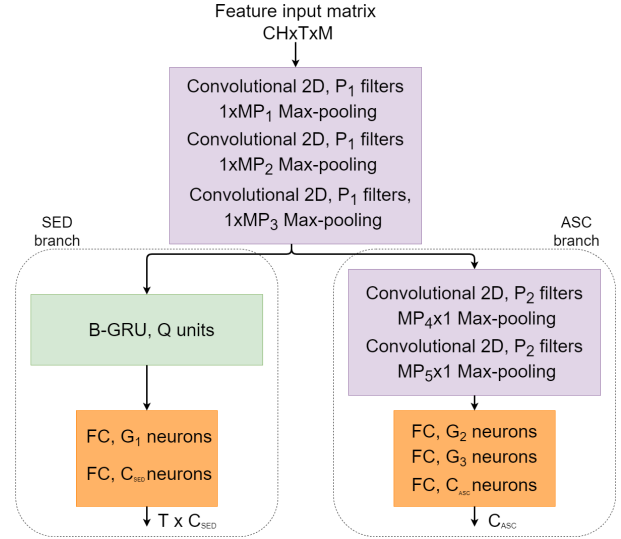 Feature input matrix
CHxTxM
Convolutional 2D, P1 filters
1xMP1 Max-pooling
Convolutional 2D, P1 filters
1xMP2 Max-pooling
Convolutional 2D, P1 filters,
1xMP3 Max-pooling
SED
branch
ASC
branch
B-GRU, Q units
Convolutional 2D, P2 filters
MP4x1 Max-pooling
Convolutional 2D, P2 filters
MP5x1 Max-pooling
FC, G1 neurons
FC, CSED neurons
FC, G2 neurons
FC, G3 neurons
FC, CASC neurons
T x CSED
CASC